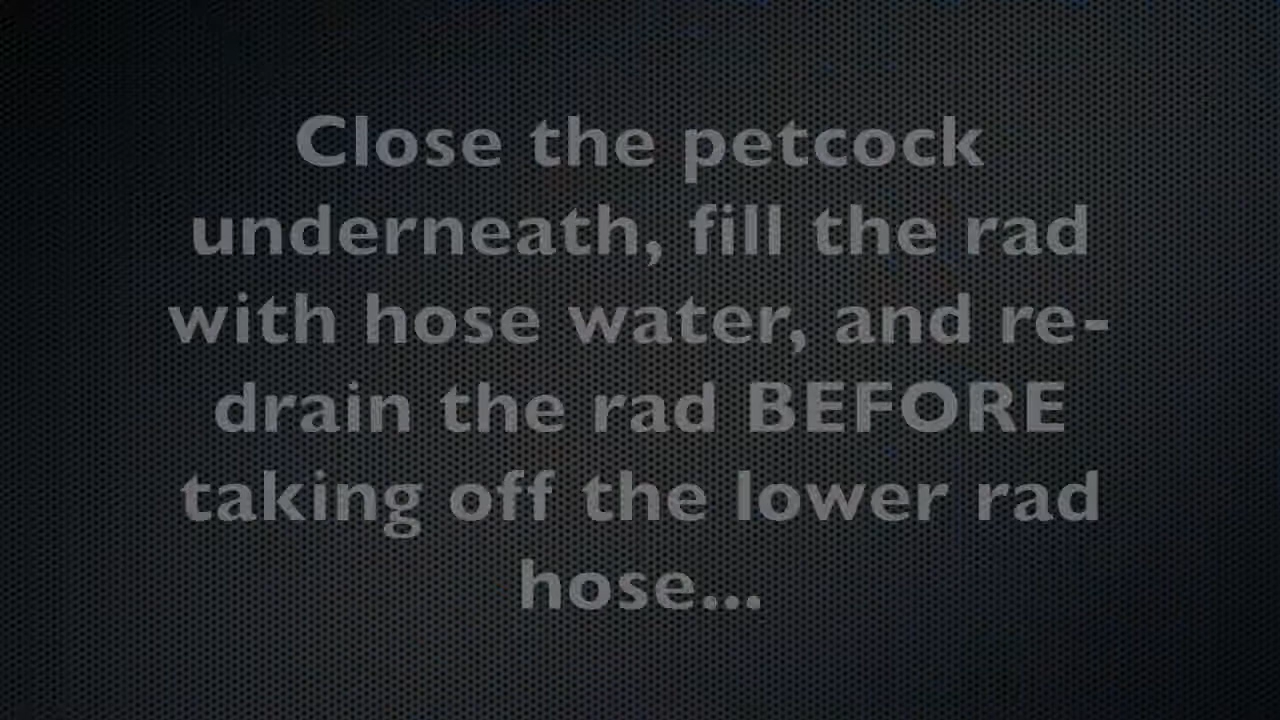 Close the petcock
underneath, fill the rad
with hose water, and re-
drain the rad BEFORE
taking off the lower rad
hose...